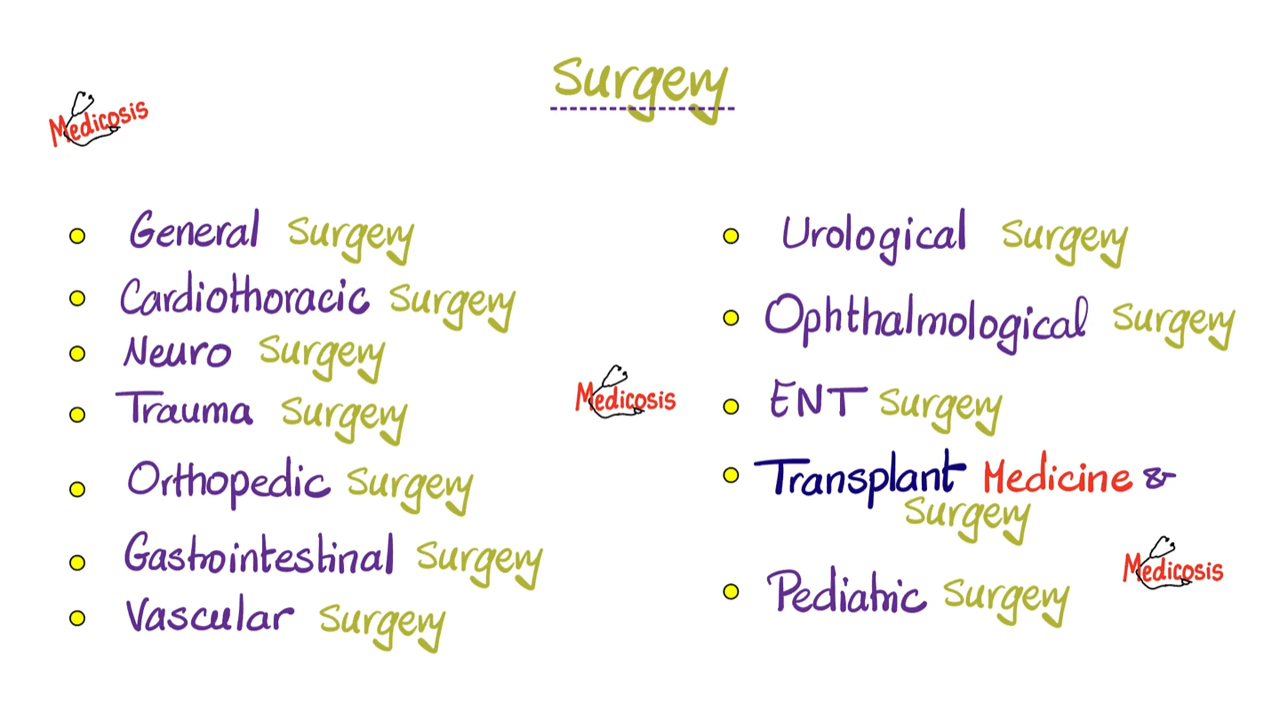 Surgery
Medicosis
General Surgery
Cardiothoracic Surgery
Neuro Surgery
Trauma Surgery
Orthopedic Surgery
Gastrointestinal Surgery
Vascular Surgery
Medicosis
Urological Surgery
Ophthalmological Surgery
ENT Surgery
Transplant Medicine &
Surgery
Pediatric Surgery
Medicosis